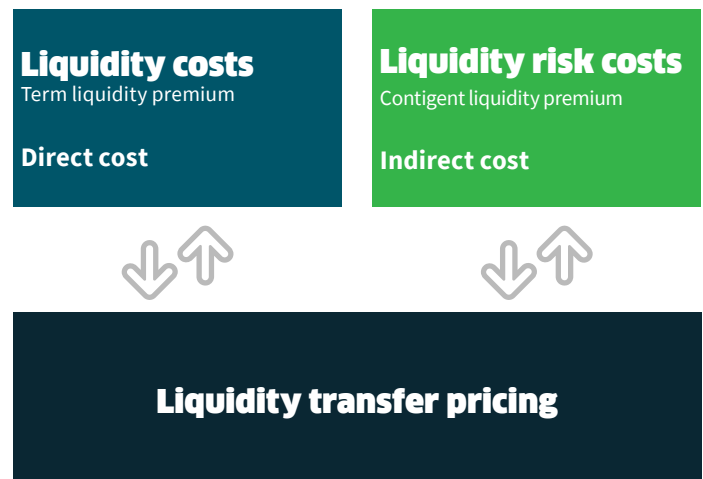 Liquidity costs
Term liquidity premium
Direct cost
Liquidity risk costs
Contigent liquidity premium
Indirect cost
Liquidity transfer pricing